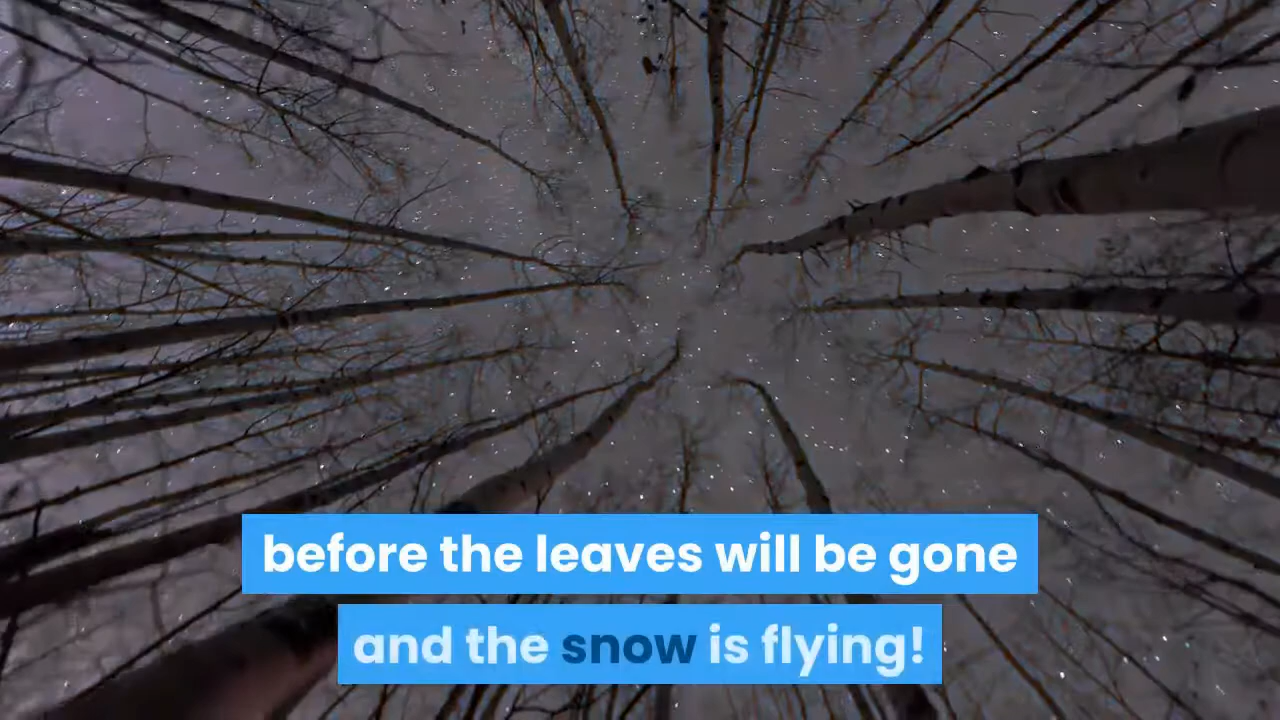 before the leaves will be gone
and the snow is flying!